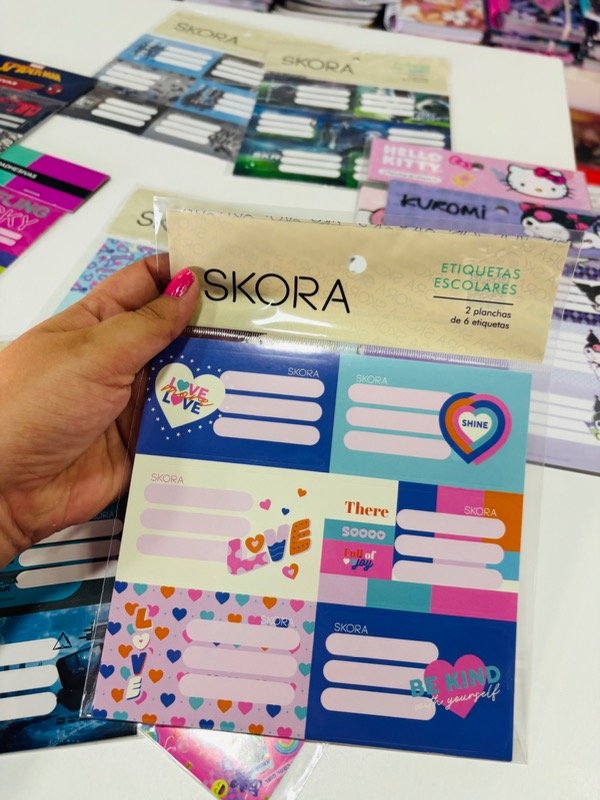 SKORA
SKORA
HELLO
KITTY
KUROMI
SKORA
ETIQUETAS
ESCOLARES
2 planchas
de 6 etiquetas
SKORA
LOVE
LOVE
SKORA
SHINE
SKORA
LOVE
There
Soooo
Full of
joy
SKORA
LOVE
SKORA
SKORA
BE KIND
with yourself